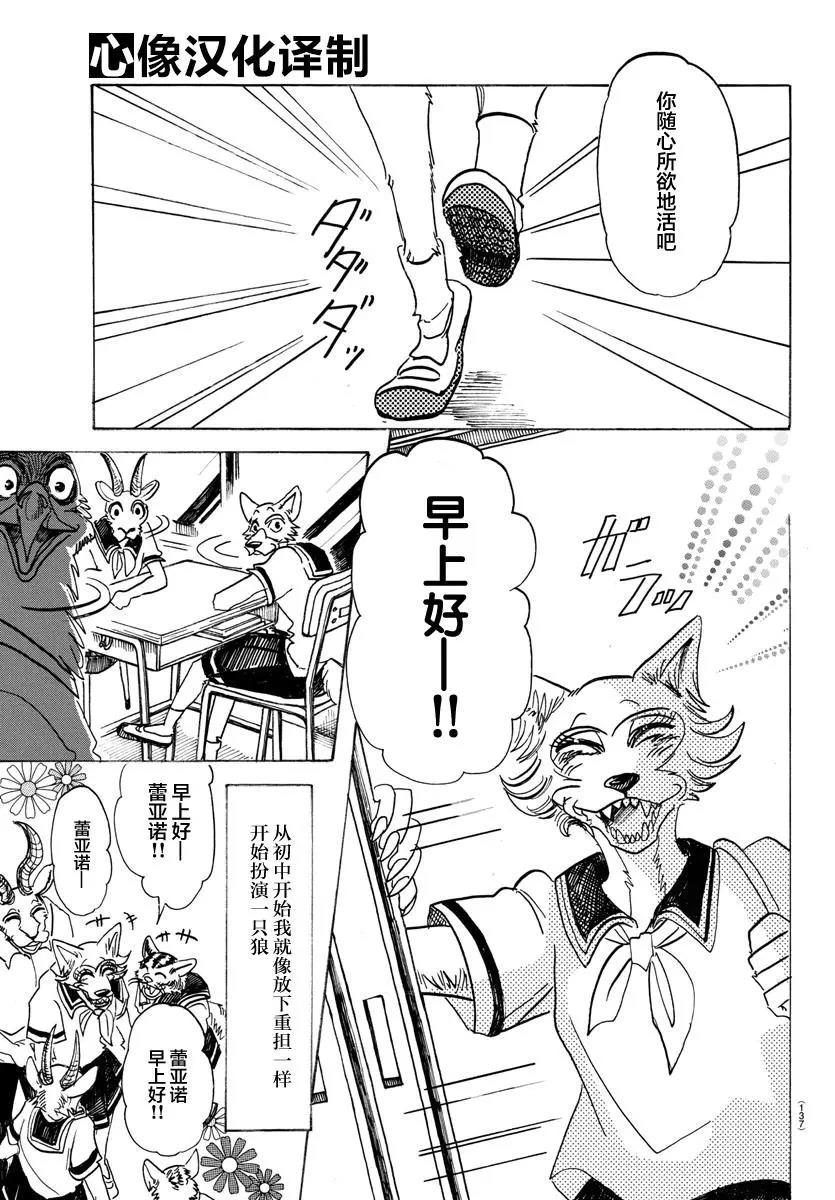 心像汉化译制
你随心所欲地活吧
ダダダダッ
早上好—!!
ガラッ
从初中开始我就像放下重担一样
开始扮演一只狼
早上好—
蕾亚诺!!
蕾亚诺
蕾亚诺
早上好!!
(137)